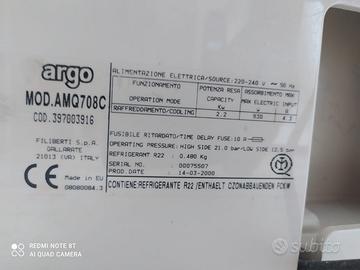 argo
MOD.AMQ708C
COD.397003916
FILIBERTI S.p.A.
GALLARATE
21013 (VA) ITALY
Made in EU
08080084.3
ALIMENTAZIONE ELETTRICA/SOURCE:220-240 V ~ 50 Hz
FUNZIONAMENTO
OPERATION MODE
POTENZA RESA
CAPACITY
KW
ASSORBIMENTO MAX
MAX ELECTRIC INPUT
W
A
RAFFREDDAMENTO/COOLING
2.2
930
4.3
FUSIBILE RITARDATO/TIME DELAY FUSE:10 A
OPERATING PRESSURE: HIGH SIDE 21.0 bar/LOW SIDE 12.5 bar
REFRIGERANT R22 : 0.480 Kg
SERIAL NO. : 00075507
PROD. DATE : 14-03-2000
CONTIENE:REFRIGERANTE R22/ENTHAELT OZONABBAUENDEN FCKW
REDMI NOTE 8T
AI QUAD CAMERA
subito